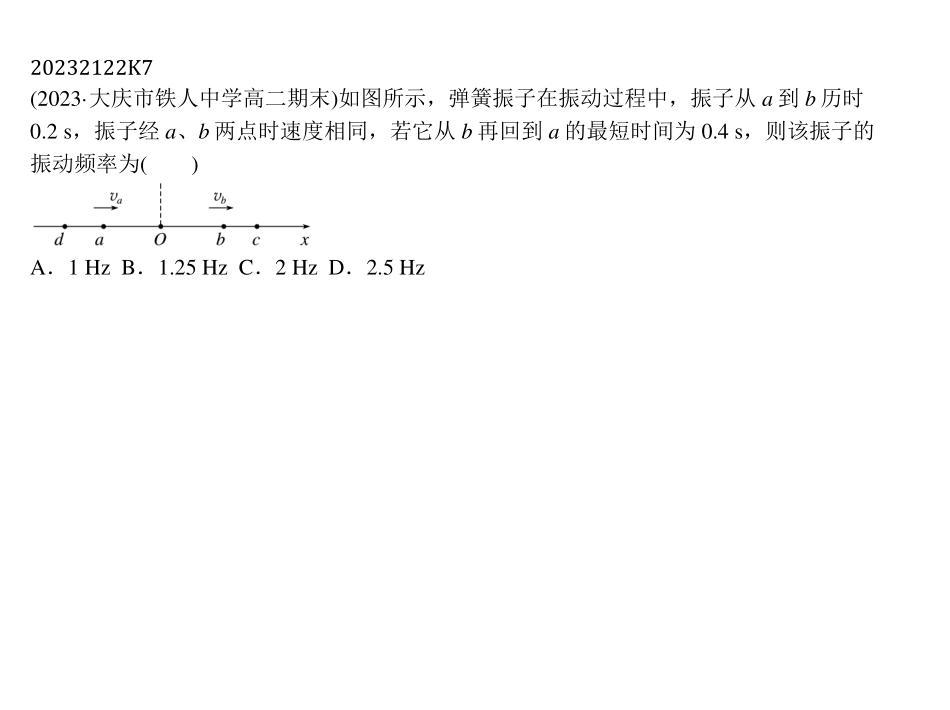 20232122K7
(2023·大庆市铁人中学高二期末)如图所示，弹簧振子在振动过程中，振子从 a 到 b 历时
0.2 s，振子经 a、b 两点时速度相同，若它从 b 再回到 a 的最短时间为 0.4 s，则该振子的
振动频率为(　　)
va vb
d a O b c x
A．1 Hz B．1.25 Hz C．2 Hz D．2.5 Hz